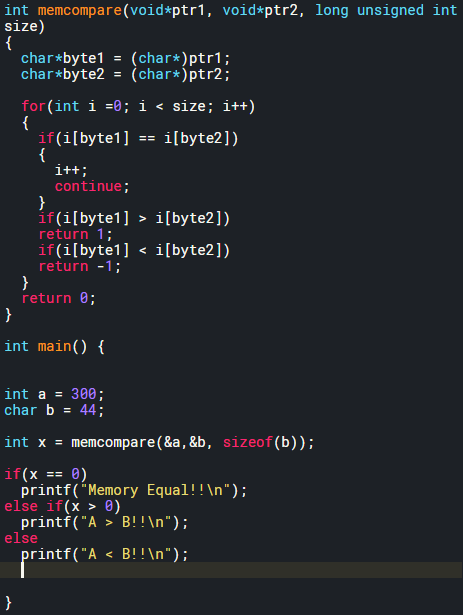 int memcompare(void*ptr1, void*ptr2, long unsigned int
size)
{
  char*byte1 = (char*)ptr1;
  char*byte2 = (char*)ptr2;

  for(int i =0; i < size; i++)
  {
    if(i[byte1] == i[byte2])
    {
      i++;
      continue;
    }
    if(i[byte1] > i[byte2])
    return 1;
    if(i[byte1] < i[byte2])
    return -1;
  }
  return 0;
}

int main() {


int a = 300;
char b = 44;

int x = memcompare(&a,&b, sizeof(b));

if(x == 0)
  printf("Memory Equal!!\n");
else if(x > 0)
  printf("A > B!!\n");
else
  printf("A < B!!\n");


}